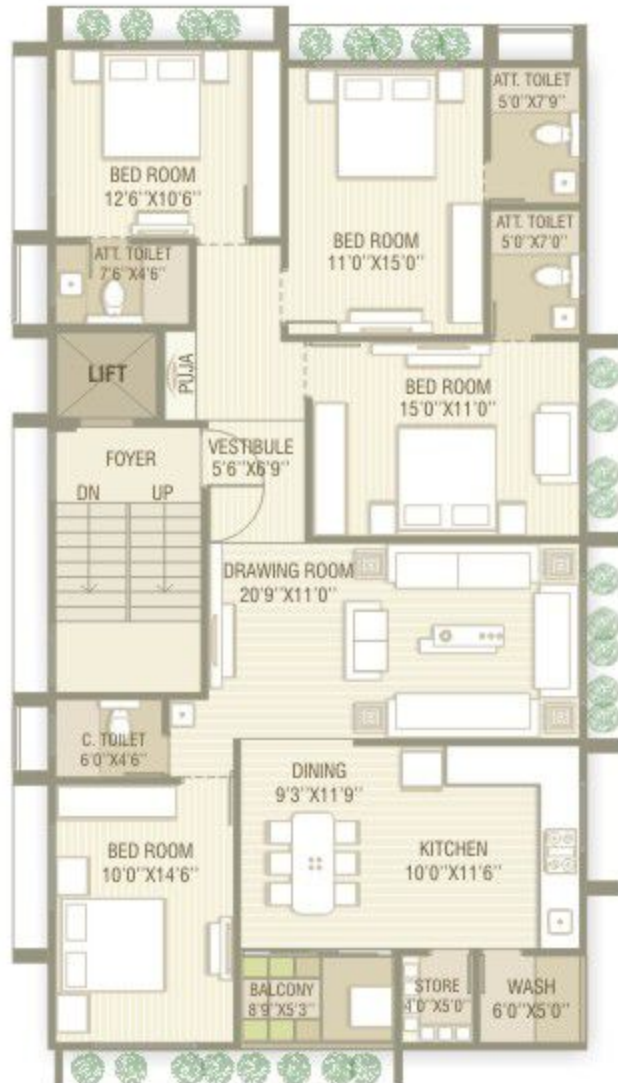 ATT. TOILET
5'0"X7'9"
BED ROOM
12'6"X10'6"
ATT. TOILET
5'0"X7'0"
BED ROOM
11'0"X15'0"
ATT. TOILET
7'6"X4'6"
LIFT
PUJA
BED ROOM
15'0"X11'0"
FOYER
VESTIBULE
5'6"X6'9"
DN UP
DRAWING ROOM
20'9"X11'0"
C. TOILET
6'0"X4'6"
DINING
9'3"X11'9"
BED ROOM
10'0"X14'6"
KITCHEN
10'0"X11'6"
BALCONY
8'9"X5'3"
STORE
4'0"X5'0"
WASH
6'0"X5'0"